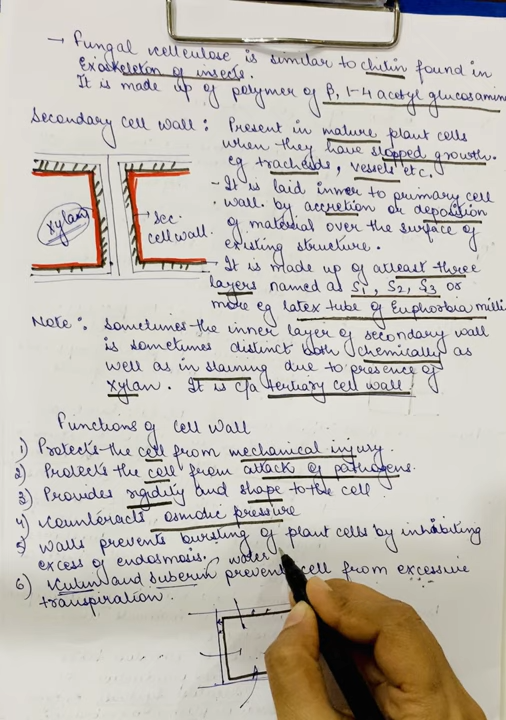 → Fungal cellulose is similar to chitin found in
Exoskeleton of insects.
It is made up of polymer of β, 1-4 acetyl glucosamine
Secondary cell wall : Present in mature plant cells
when they have stopped growth.
eg tracheids, vessels etc.
- It is laid inner to primary cell
wall by accretion or deposition
of material over the surface of
existing structure.
- It is made up of atleast three
layers named as S1, S2, S3 or
more eg latex tube of Euphorbia milli
xylan
sec.
cell wall.
Note : Sometimes the inner layer of secondary wall
is sometimes distinct both chemically as
well as in staining due to presence of
xylan. It is c/a tertiary cell wall.
Functions of Cell Wall
1) Protects the cell from mechanical injury.
2) Protects the cell from attack of pathogens.
3) Provides rigidity and shape to the cell.
4) Counteracts osmotic pressure
5) Walls prevents bursting of plant cells by inhibiting
excess of endosmosis. water
6) Cutin and suberin prevent cell from excessive
transpiration.